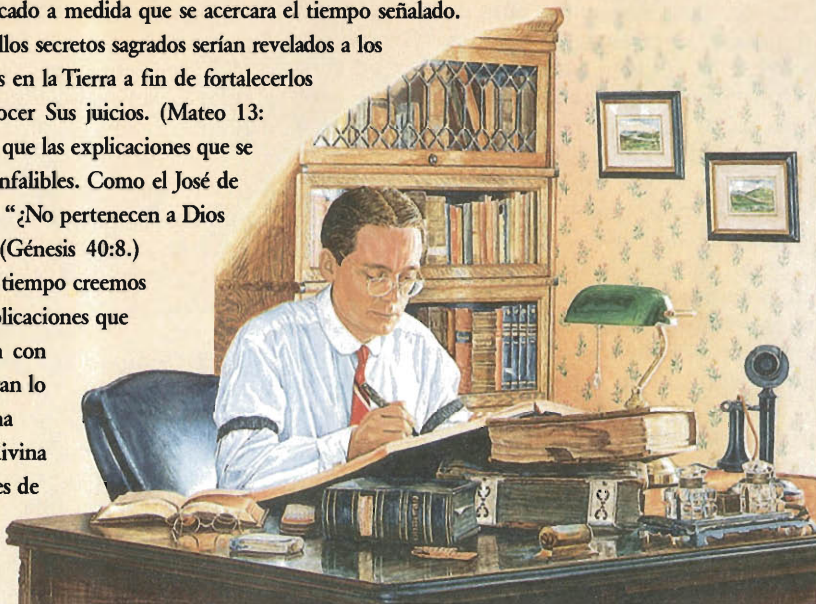 cado a medida que se acercara el tiempo señalado.
llos secretos sagrados serían revelados a los
s en la Tierra a fin de fortalecerlos
ocer Sus juicios. (Mateo 13:
que las explicaciones que se
nfalibles. Como el José de
“¿No pertenecen a Dios
(Génesis 40:8.)
tiempo creemos
plicaciones que
n con
an lo
na
ivina
es de